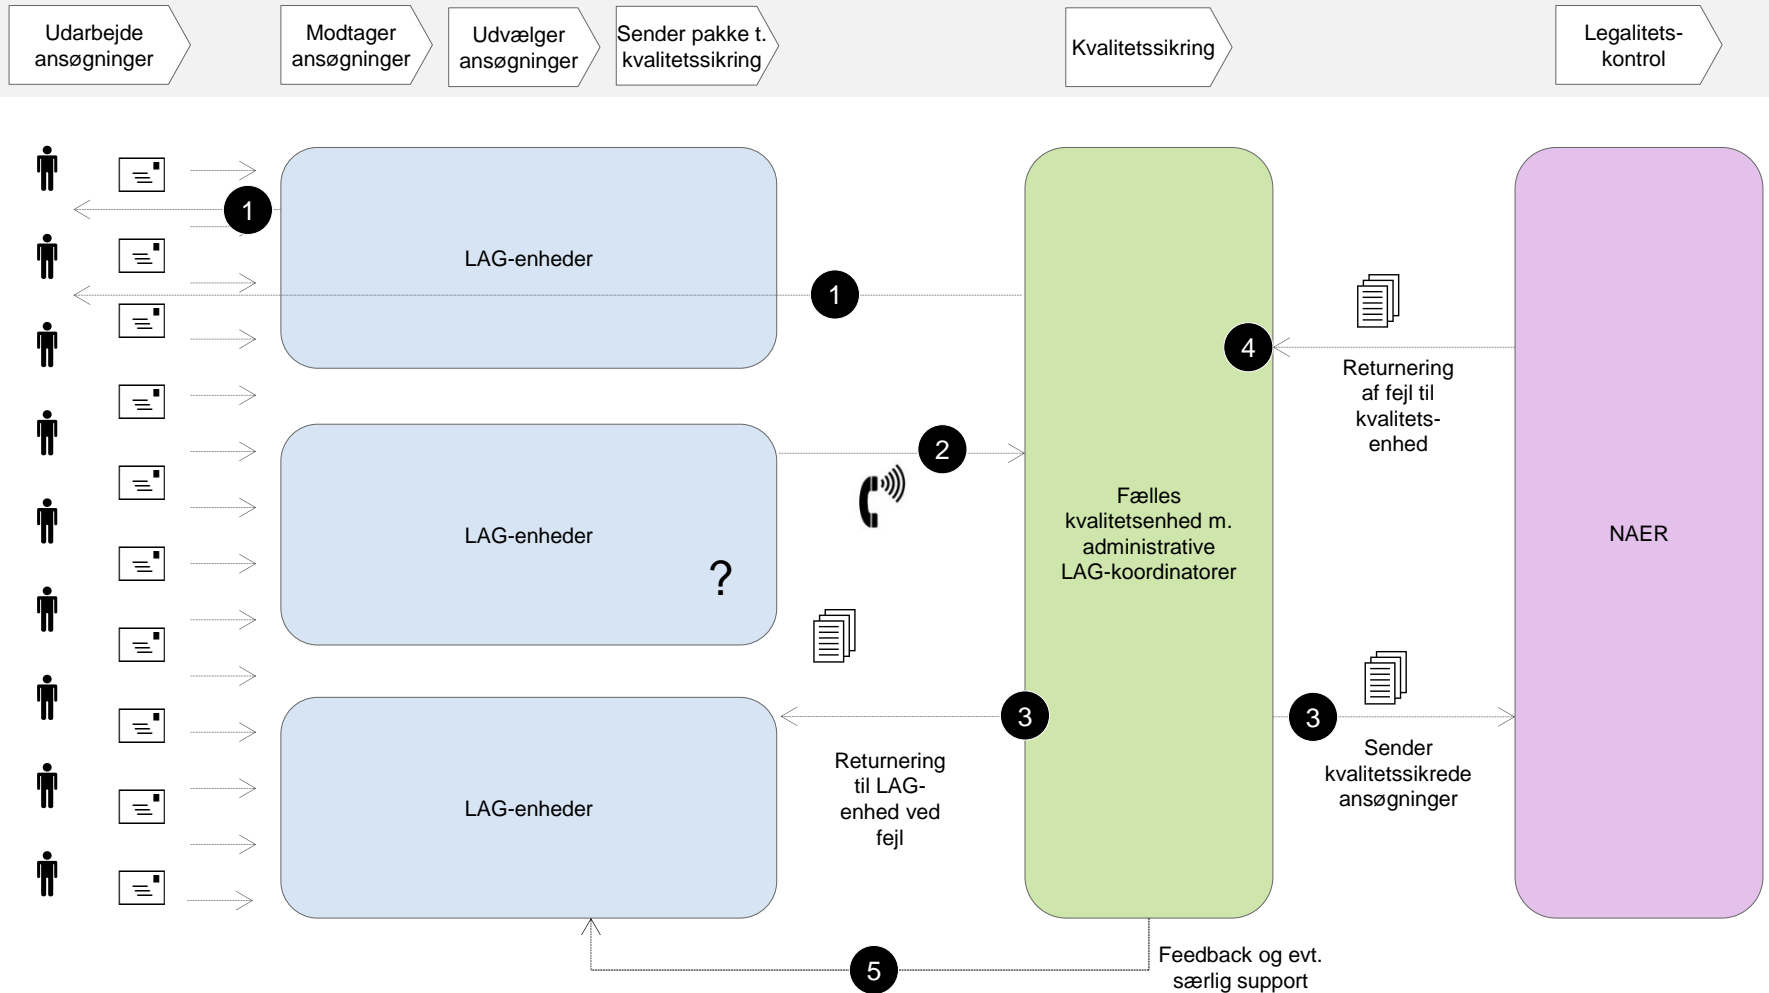 Udarbejde
ansøgninger
Modtager
ansøgninger
Udvælger
ansøgninger
Sender pakke t.
kvalitetssikring
Kvalitetssikring
Legalitets-
kontrol
1
LAG-enheder
1
4
Returnering
af fejl til
kvalitets-
enhed
2
LAG-enheder
?
Fælles
kvalitetsenhed m.
administrative
LAG-koordinatorer
NAER
3
Returnering
til LAG-
enhed ved
fejl
LAG-enheder
3
Sender
kvalitetssikrede
ansøgninger
5
Feedback og evt.
særlig support